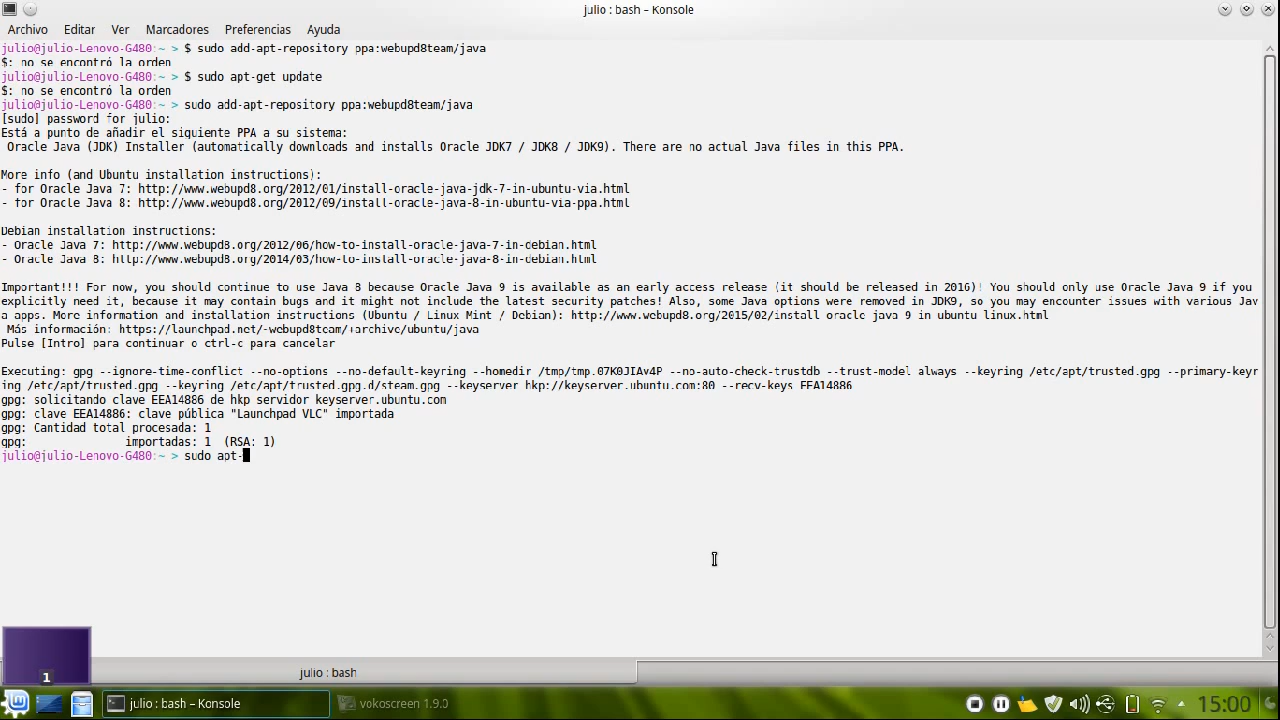 julio : bash – Konsole
Archivo Editar Ver Marcadores Preferencias Ayuda
julio@julio-Lenovo-G480:~ > $ sudo add-apt-repository ppa:webupd8team/java
$: no se encontró la orden
julio@julio-Lenovo-G480:~ > $ sudo apt-get update
$: no se encontró la orden
julio@julio-Lenovo-G480:~ > sudo add-apt-repository ppa:webupd8team/java
[sudo] password for julio:
Está a punto de añadir el siguiente PPA a su sistema:
Oracle Java (JDK) Installer (automatically downloads and installs Oracle JDK7 / JDK8 / JDK9). There are no actual Java files in this PPA.
More info (and Ubuntu installation instructions):
- for Oracle Java 7: http://www.webupd8.org/2012/01/install-oracle-java-jdk-7-in-ubuntu-via.html
- for Oracle Java 8: http://www.webupd8.org/2012/09/install-oracle-java-8-in-ubuntu-via-ppa.html
Debian installation instructions:
- Oracle Java 7: http://www.webupd8.org/2012/06/how-to-install-oracle-java-7-in-debian.html
- Oracle Java 8: http://www.webupd8.org/2014/03/how-to-install-oracle-java-8-in-debian.html
Important!!! For now, you should continue to use Java 8 because Oracle Java 9 is available as an early access release (it should be released in 2016)! You should only use Oracle Java 9 if you
explicitly need it, because it may contain bugs and it might not include the latest security patches! Also, some Java options were removed in JDK9, so you may encounter issues with various Jav
a apps. More information and installation instructions (Ubuntu / Linux Mint / Debian): http://www.webupd8.org/2015/02/install-oracle-java-9-in-ubuntu-linux.html
Más información: https://launchpad.net/~webupd8team/+archive/ubuntu/java
Pulse [Intro] para continuar o ctrl-c para cancelar
Executing: gpg --ignore-time-conflict --no-options --no-default-keyring --homedir /tmp/tmp.07K0JIAv4P --no-auto-check-trustdb --trust-model always --keyring /etc/apt/trusted.gpg --primary-keyr
ing /etc/apt/trusted.gpg --keyring /etc/apt/trusted.gpg.d/steam.gpg --keyserver hkp://keyserver.ubuntu.com:80 --recv-keys EEA14886
gpg: solicitando clave EEA14886 de hkp servidor keyserver.ubuntu.com
gpg: clave EEA14886: clave pública "Launchpad VLC" importada
gpg: Cantidad total procesada: 1
gpg: importadas: 1 (RSA: 1)
julio@julio-Lenovo-G480:~ > sudo apt-
julio : bash
1
julio : bash – Konsole
vokoscreen 1.9.0
15:00